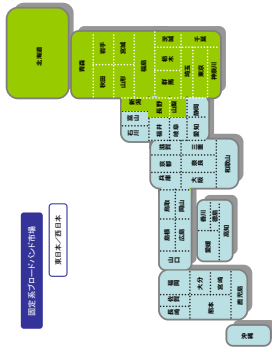 北海道
青森
岩手
宮城
秋田
山形
福島
茨城
千葉
栃木
群馬
埼玉
東京
神奈川
新潟
長野
山梨
富山
石川
福井
岐阜
静岡
愛知
滋賀
三重
京都
奈良
和歌山
兵庫
大阪
鳥取
岡山
島根
広島
山口
香川
徳島
愛媛
高知
福岡
大分
佐賀
宮崎
長崎
熊本
鹿児島
沖縄
固定系ブロードバンド市場
東日本/西日本